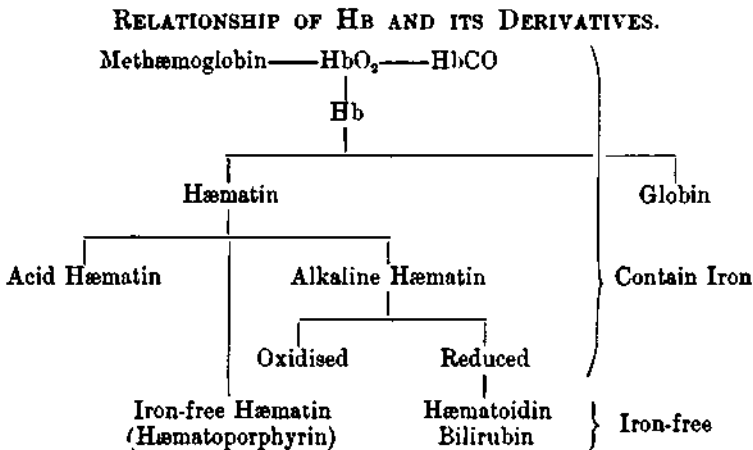 RELATIONSHIP OF HB AND ITS DERIVATIVES.
Methæmoglobin—HbO₂—HbCO
Hb
Hæmatin Globin
Acid Hæmatin Alkaline Hæmatin Contain Iron
Oxidised Reduced
Iron-free Hæmatin Hæmatoidin
(Hæmatoporphyrin) Bilirubin Iron-free